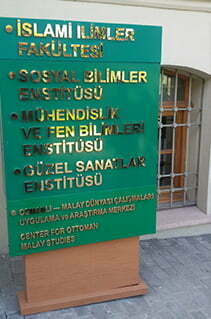 • İSLAMİ İLİMLER
FAKÜLTESİ
• SOSYAL BİLİMLER
ENSTİTÜSÜ
• MÜHENDİSLİK
VE FEN BİLİMLERİ
ENSTİTÜSÜ
• GÜZEL SANATLAR
ENSTİTÜSÜ
• OSMANLI — MALAY DÜNYASI ÇALIŞMALARI
UYGULAMA VE ARAŞTIRMA MERKEZİ
CENTER FOR OTTOMAN
MALAY STUDIES